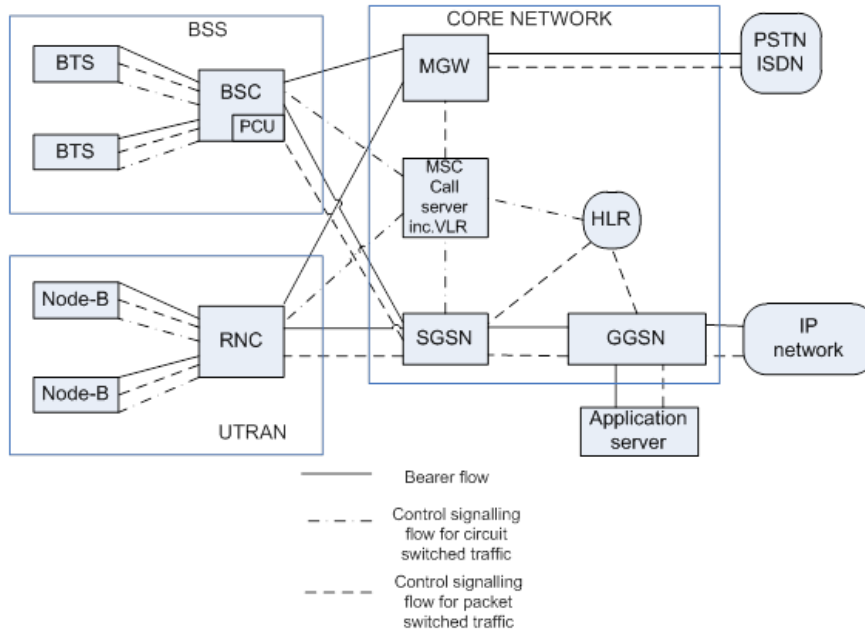 BSS
CORE NETWORK
BTS
BSC
PCU
BTS
MGW
PSTN
ISDN
MSC
Call
server
inc.VLR
HLR
Node-B
RNC
Node-B
UTRAN
SGSN
GGSN
IP
network
Application
server
Bearer flow
Control signalling
flow for circuit
switched traffic
Control signalling
flow for packet
switched traffic